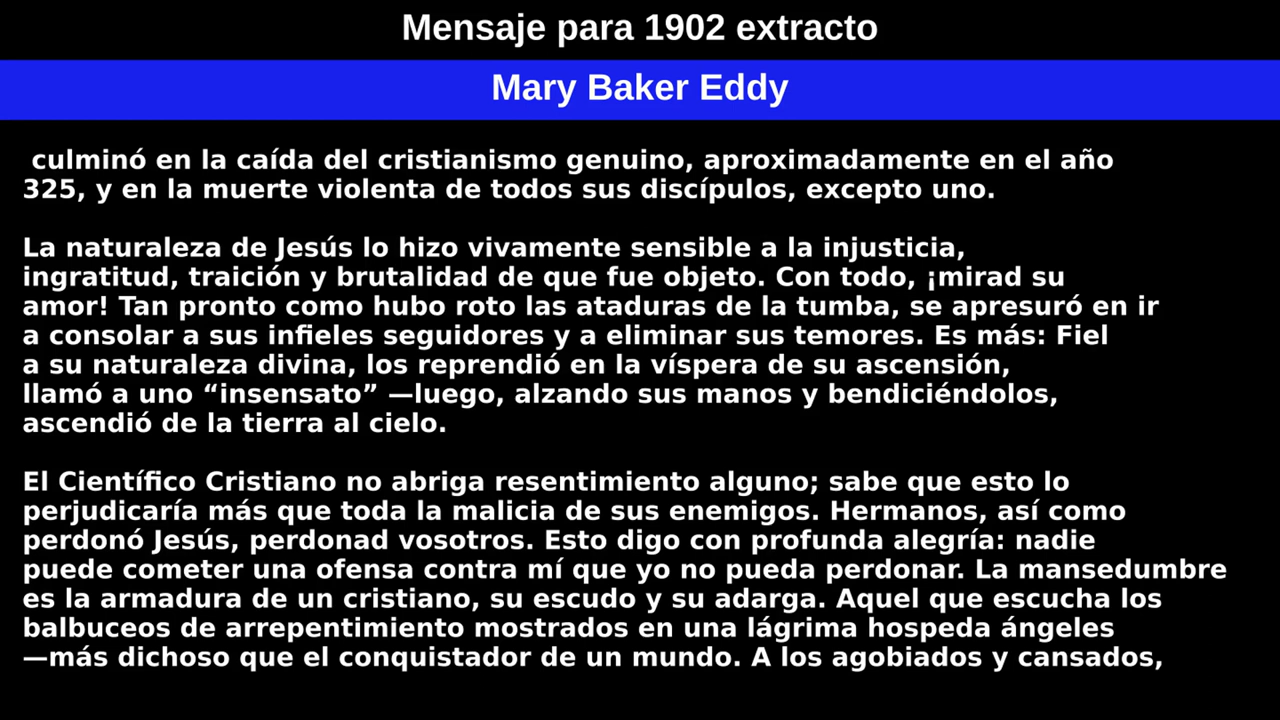 Mensaje para 1902 extracto
Mary Baker Eddy
culminó en la caída del cristianismo genuino, aproximadamente en el año
325, y en la muerte violenta de todos sus discípulos, excepto uno.
La naturaleza de Jesús lo hizo vivamente sensible a la injusticia,
ingratitud, traición y brutalidad de que fue objeto. Con todo, ¡mirad su
amor! Tan pronto como hubo roto las ataduras de la tumba, se apresuró en ir
a consolar a sus infieles seguidores y a eliminar sus temores. Es más: Fiel
a su naturaleza divina, los reprendió en la víspera de su ascensión,
llamó a uno “insensato” —luego, alzando sus manos y bendiciéndolos,
ascendió de la tierra al cielo.
El Científico Cristiano no abriga resentimiento alguno; sabe que esto lo
perjudicaría más que toda la malicia de sus enemigos. Hermanos, así como
perdonó Jesús, perdonad vosotros. Esto digo con profunda alegría: nadie
puede cometer una ofensa contra mí que yo no pueda perdonar. La mansedumbre
es la armadura de un cristiano, su escudo y su adarga. Aquel que escucha los
balbuceos de arrepentimiento mostrados en una lágrima hospeda ángeles
—más dichoso que el conquistador de un mundo. A los agobiados y cansados,